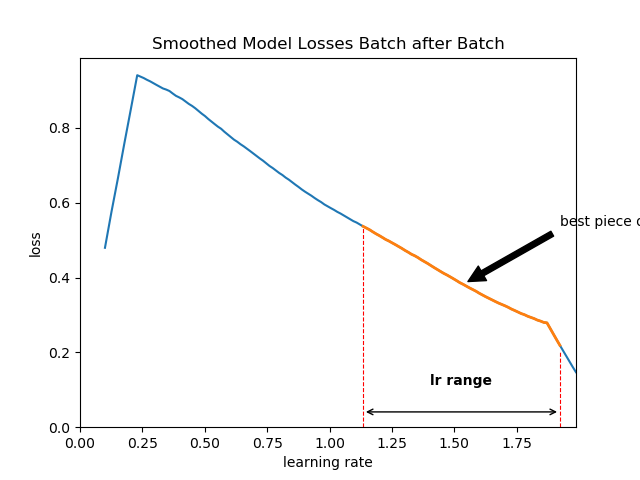 Smoothed Model Losses Batch after Batch
loss
0.8
0.6
0.4
0.2
0.0
best piece
lr range
0.00 0.25 0.50 0.75 1.00 1.25 1.50 1.75
learning rate